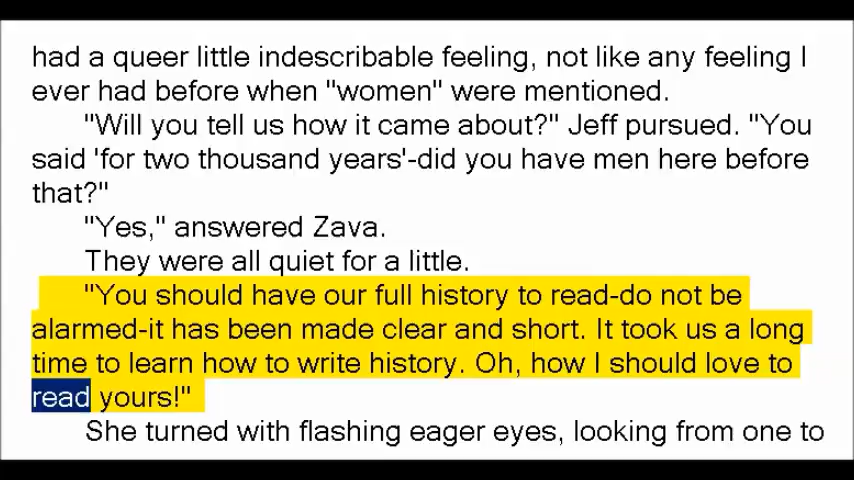 had a queer little indescribable feeling, not like any feeling I
ever had before when "women" were mentioned.
"Will you tell us how it came about?" Jeff pursued. "You
said 'for two thousand years'-did you have men here before
that?"
"Yes," answered Zava.
They were all quiet for a little.
"You should have our full history to read-do not be
alarmed-it has been made clear and short. It took us a long
time to learn how to write history. Oh, how I should love to
read yours!"
She turned with flashing eager eyes, looking from one to